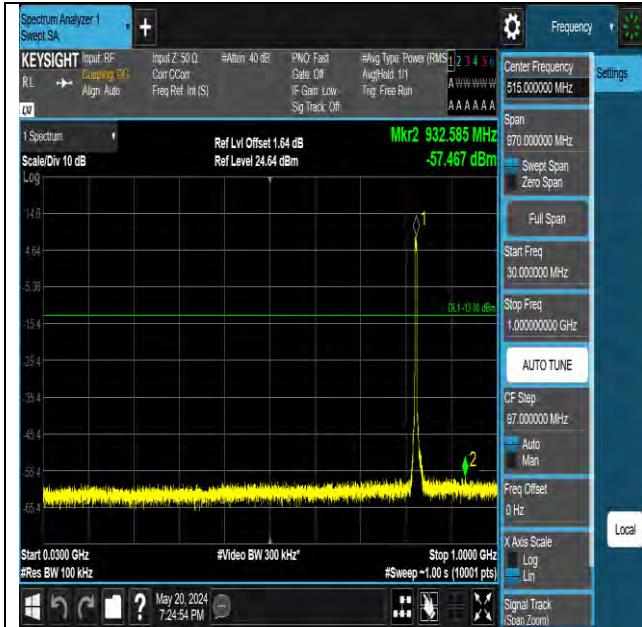 Spectrum Analyzer 1
Swept SA
Frequency
KEYSIGHT
RL
Input: RF
Coupling: DC
Align: Auto
Input Z: 50 Ω
Corr CCorr
Freq Ref: Int (S)
#Atten: 40 dB
PNO: Fast
Gate: Off
IF Gain: Low
Sig Track: Off
#Avg Type: Power (RMS
Avg|Hold: 1/1
Trig: Free Run
1 2 3 4 5 6
A W W W W W
A A A A A A
Settings
Center Frequency
515.000000 MHz
Span
970.000000 MHz
Swept Span
Zero Span
Full Span
Start Freq
30.000000 MHz
Stop Freq
1.000000000 GHz
AUTO TUNE
CF Step
97.000000 MHz
Auto
Man
Freq Offset
0 Hz
X Axis Scale
Log
Lin
Signal Track
(Span Zoom)
Local
1 Spectrum
Scale/Div 10 dB
Ref Lvl Offset 1.64 dB
Ref Level 24.64 dBm
Mkr2 932.585 MHz
-57.467 dBm
Log
14.6
4.64
-5.36
-15.4
-25.4
-35.4
-45.4
-55.4
-65.4
1
DL1 -13.00 dBm
2
Start 0.0300 GHz
#Res BW 100 kHz
#Video BW 300 kHz*
Stop 1.0000 GHz
#Sweep ~1.00 s (10001 pts)
May 20, 2024
7:24:54 PM